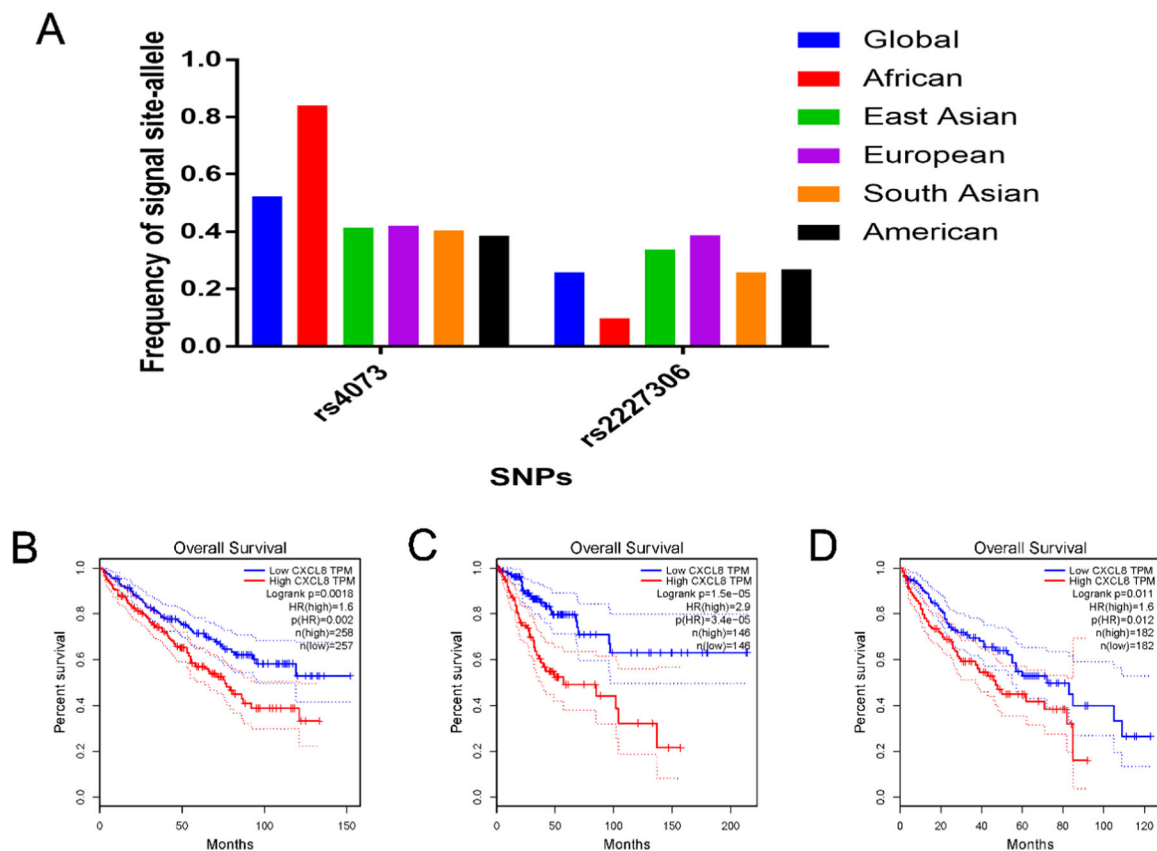 A
Frequency of signal site-allele
1.0
0.8
0.6
0.4
0.2
0.0
rs4073
rs2227306
SNPs
Global
African
East Asian
European
South Asian
American
B
Overall Survival
Low CXCL8 TPM
High CXCL8 TPM
Logrank p=0.0018
HR(high)=1.6
p(HR)=0.002
n(high)=258
n(low)=257
Percent survival
1.0
0.8
0.6
0.4
0.2
0.0
0 50 100 150
Months
C
Overall Survival
Low CXCL8 TPM
High CXCL8 TPM
Logrank p=1.5e-05
HR(high)=2.9
p(HR)=3.4e-05
n(high)=146
n(low)=146
Percent survival
1.0
0.8
0.6
0.4
0.2
0.0
0 50 100 150 200
Months
D
Overall Survival
Low CXCL8 TPM
High CXCL8 TPM
Logrank p=0.011
HR(high)=1.6
p(HR)=0.012
n(high)=182
n(low)=182
Percent survival
1.0
0.8
0.6
0.4
0.2
0.0
0 20 40 60 80 100 120
Months